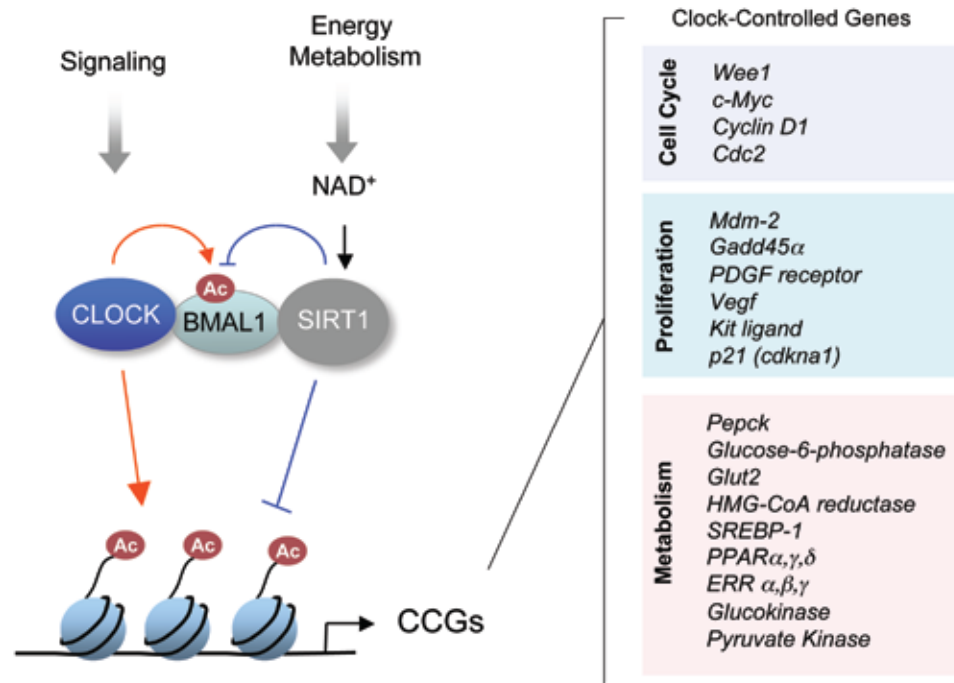 Signaling
Energy
Metabolism
NAD+
Ac
CLOCK
BMAL1
SIRT1
Ac
Ac
Ac
CCGs
Clock-Controlled Genes
Cell Cycle
Wee1
c-Myc
Cyclin D1
Cdc2
Proliferation
Mdm-2
Gadd45α
PDGF receptor
Vegf
Kit ligand
p21 (cdkna1)
Metabolism
Pepck
Glucose-6-phosphatase
Glut2
HMG-CoA reductase
SREBP-1
PPARα,γ,δ
ERR α,β,γ
Glucokinase
Pyruvate Kinase